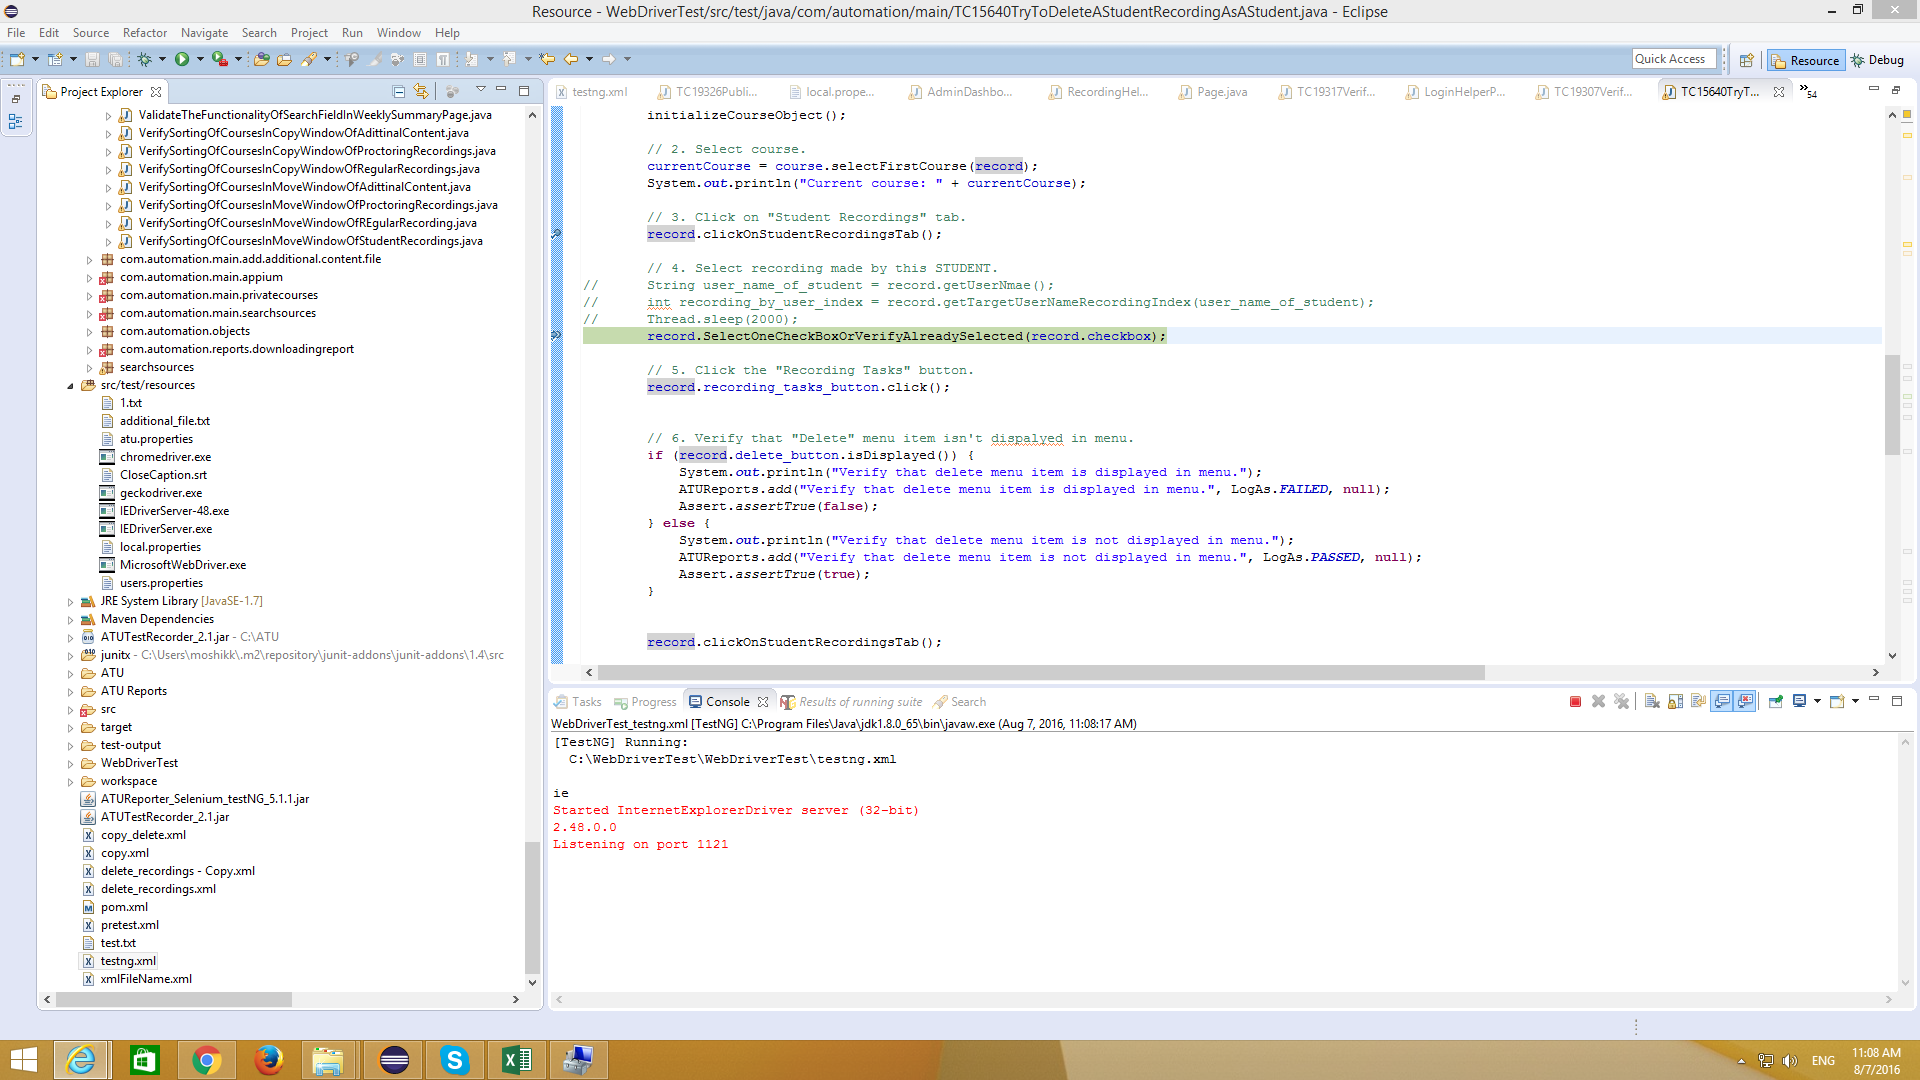 Resource - WebDriverTest/src/test/java/com/automation/main/TC15640TryToDeleteAStudentRecordingAsAStudent.java - Eclipse
File Edit Source Refactor Navigate Search Project Run Window Help
Quick Access
Resource
Debug
Project Explorer
ValidateTheFunctionalityOfSearchFieldInWeeklySummaryPage.java
VerifySortingOfCoursesInCopyWindowOfAdittinalContent.java
VerifySortingOfCoursesInCopyWindowOfProctoringRecordings.java
VerifySortingOfCoursesInCopyWindowOfRegularRecordings.java
VerifySortingOfCoursesInMoveWindowOfAdittinalContent.java
VerifySortingOfCoursesInMoveWindowOfProctoringRecordings.java
VerifySortingOfCoursesInMoveWindowOfREgularRecording.java
VerifySortingOfCoursesInMoveWindowOfStudentRecordings.java
com.automation.main.add.additional.content.file
com.automation.main.appium
com.automation.main.privatecourses
com.automation.main.searchsources
com.automation.objects
com.automation.reports.downloadingreport
searchsources
src/test/resources
1.txt
additional_file.txt
atu.properties
chromedriver.exe
CloseCaption.srt
geckodriver.exe
IEDriverServer-48.exe
IEDriverServer.exe
local.properties
MicrosoftWebDriver.exe
users.properties
JRE System Library [JavaSE-1.7]
Maven Dependencies
ATUTestRecorder_2.1.jar - C:\ATU
junitx - C:\Users\moshikk\.m2\repository\junit-addons\junit-addons\1.4\src
ATU
ATU Reports
src
target
test-output
WebDriverTest
workspace
ATUReporter_Selenium_testNG_5.1.1.jar
ATUTestRecorder_2.1.jar
copy_delete.xml
copy.xml
delete_recordings - Copy.xml
delete_recordings.xml
pom.xml
pretest.xml
test.txt
testng.xml
xmlFileName.xml
testng.xml TC19326Publi... local.prope... AdminDashbo... RecordingHel... Page.java TC19317Verif... LoginHelperP... TC19307Verif... TC15640TryT... 54
initializeCourseObject();
// 2. Select course.
currentCourse = course.selectFirstCourse(record);
System.out.println("Current course: " + currentCourse);
// 3. Click on "Student Recordings" tab.
record.clickOnStudentRecordingsTab();
// 4. Select recording made by this STUDENT.
// String user_name_of_student = record.getUserNmae();
// int recording_by_user_index = record.getTargetUserNameRecordingIndex(user_name_of_student);
// Thread.sleep(2000);
record.SelectOneCheckBoxOrVerifyAlreadySelected(record.checkbox);
// 5. Click the "Recording Tasks" button.
record.recording_tasks_button.click();
// 6. Verify that "Delete" menu item isn't dispalyed in menu.
if (record.delete_button.isDisplayed()) {
System.out.println("Verify that delete menu item is displayed in menu.");
ATUReports.add("Verify that delete menu item is displayed in menu.", LogAs.FAILED, null);
Assert.assertTrue(false);
} else {
System.out.println("Verify that delete menu item is not displayed in menu.");
ATUReports.add("Verify that delete menu item is not displayed in menu.", LogAs.PASSED, null);
Assert.assertTrue(true);
}
record.clickOnStudentRecordingsTab();
Tasks Progress Console Results of running suite Search
WebDriverTest_testng.xml [TestNG] C:\Program Files\Java\jdk1.8.0_65\bin\javaw.exe (Aug 7, 2016, 11:08:17 AM)
[TestNG] Running:
C:\WebDriverTest\WebDriverTest\testng.xml
ie
Started InternetExplorerDriver server (32-bit)
2.48.0.0
Listening on port 1121
ENG
11:08 AM
8/7/2016